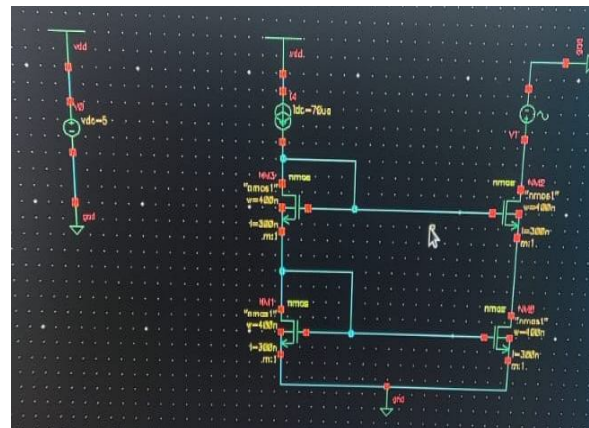 vdd
vdd
gnd
V0
vdc=5
I4
idc=70u
V1
gnd
NM3
nmos
"nmos1"
w=400n
l=300n
m:1
NM2
nmos
"nmos1"
w=400n
l=300n
m:1
NM1
nmos
"nmos1"
w=400n
l=300n
m:1
nmos
"nmos1"
w=400n
l=300n
m:1
gnd